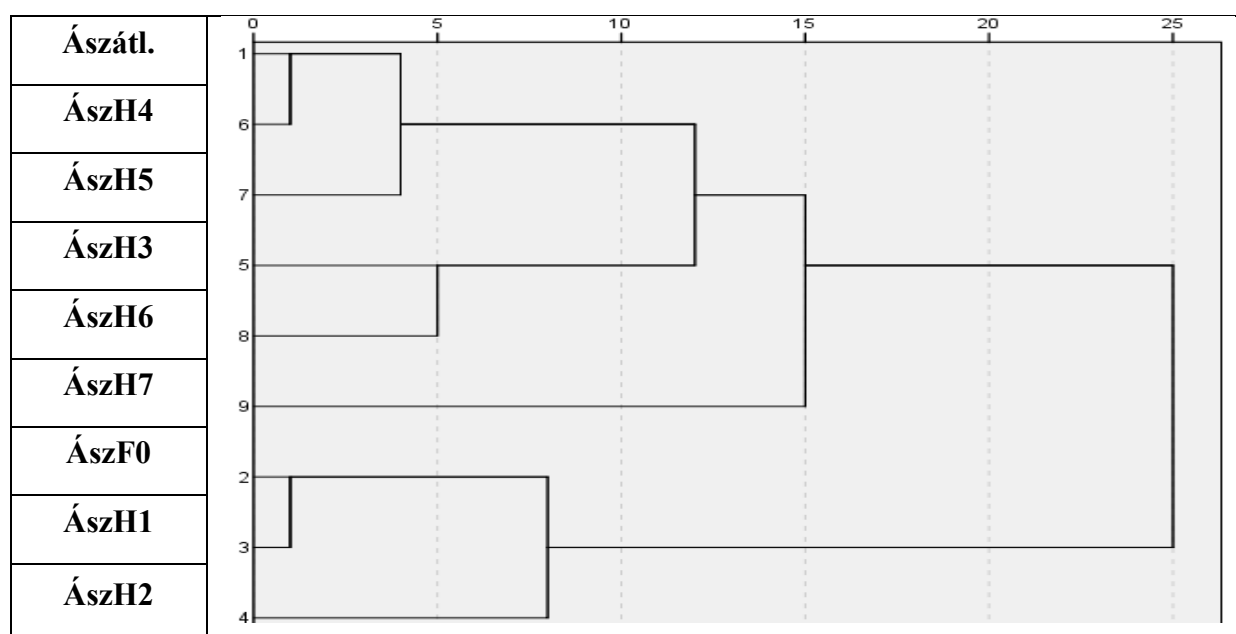 0 5 10 15 20 25
Ászátl. 1
ÁszH4 6
ÁszH5 7
ÁszH3 5
ÁszH6 8
ÁszH7 9
ÁszF0 2
ÁszH1 3
ÁszH2 4